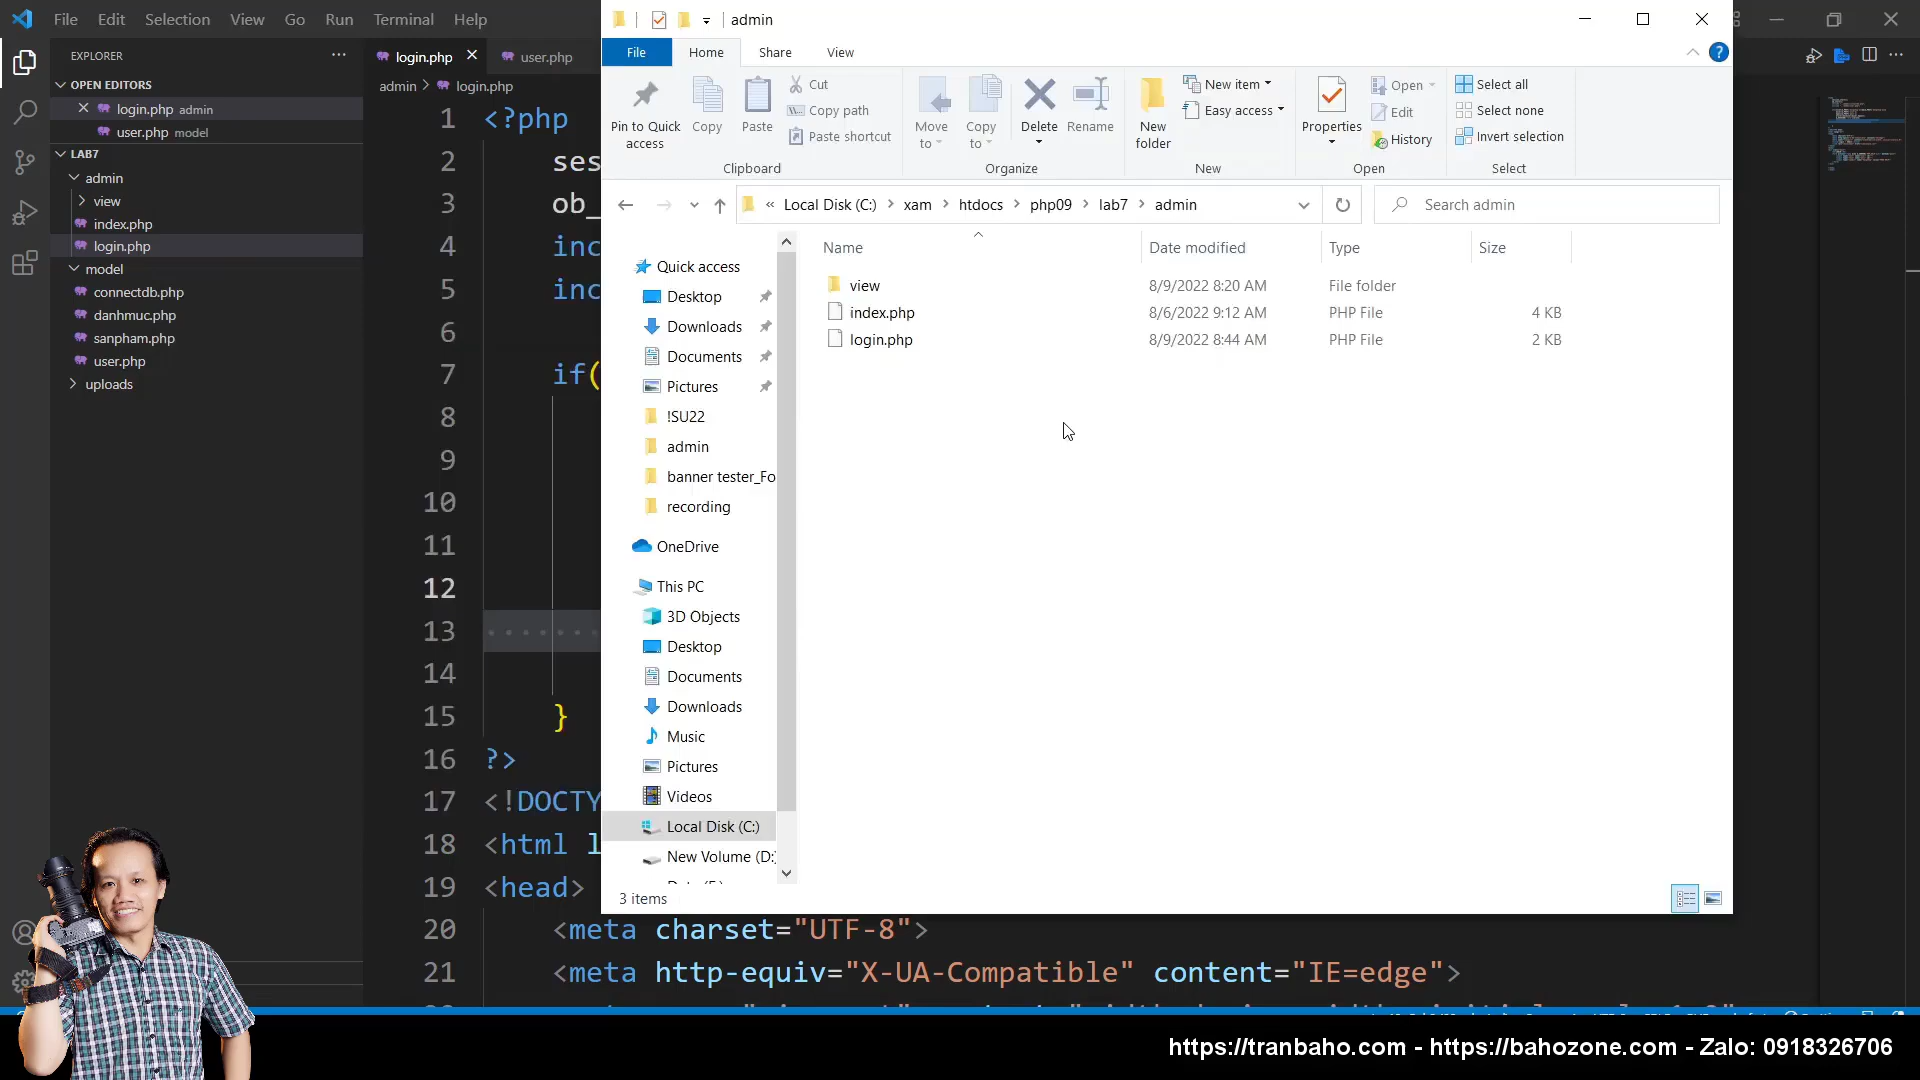 File Edit Selection View Go Run Terminal Help
EXPLORER
OPEN EDITORS
login.php admin
user.php model
LAB7
admin
view
index.php
login.php
model
connectdb.php
danhmuc.php
sanpham.php
user.php
uploads
login.php user.php
admin > login.php
1 <?php
2 ses
3 ob_
4 inc
5 inc
6
7 if(
8
9
10
11
12
13
14
15 }
16 ?>
17 <!DOCTY
18 <html l
19 <head>
20 <meta charset="UTF-8">
21 <meta http-equiv="X-UA-Compatible" content="IE=edge">
admin
File Home Share View
Pin to Quick access
Copy
Paste
Cut
Copy path
Paste shortcut
Clipboard
Move to
Copy to
Delete
Rename
Organize
New folder
New item
Easy access
New
Properties
Open
Edit
History
Open
Select all
Select none
Invert selection
Select
« Local Disk (C:) > xam > htdocs > php09 > lab7 > admin
Search admin
Quick access
Desktop
Downloads
Documents
Pictures
!SU22
admin
banner tester_Fo
recording
OneDrive
This PC
3D Objects
Desktop
Documents
Downloads
Music
Pictures
Videos
Local Disk (C:)
New Volume (D:)
Name Date modified Type Size
view 8/9/2022 8:20 AM File folder
index.php 8/6/2022 9:12 AM PHP File 4 KB
login.php 8/9/2022 8:44 AM PHP File 2 KB
3 items
https://tranbaho.com - https://bahozone.com - Zalo: 0918326706